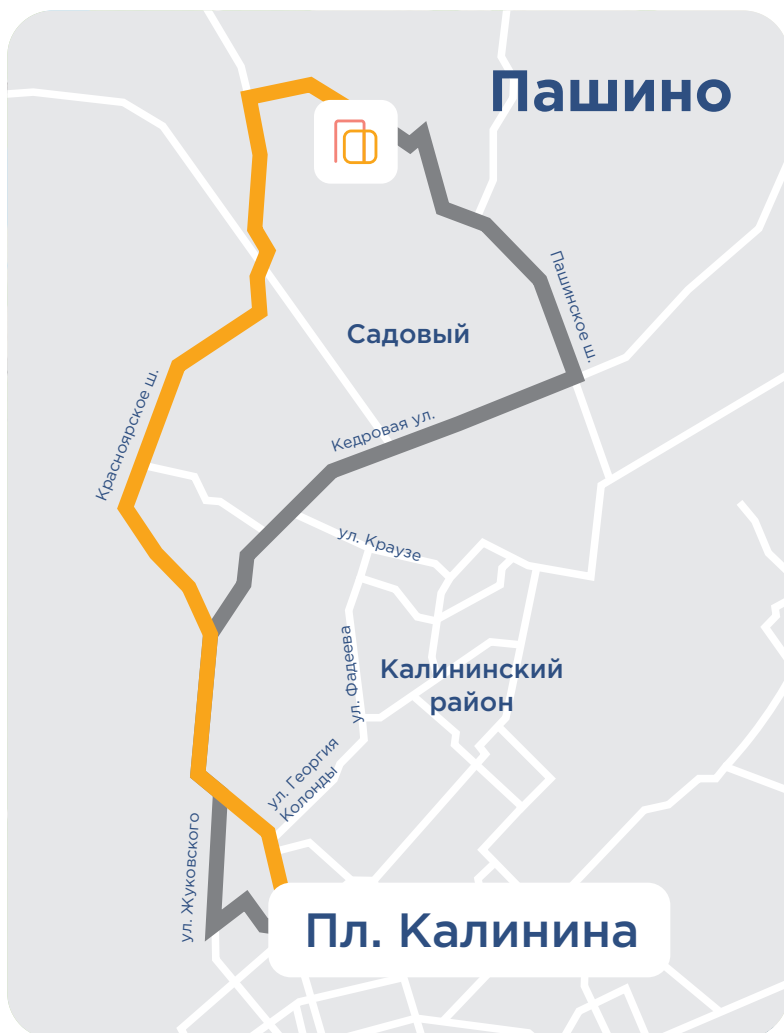 Пашино
Пашинское ш.
Садовый
Красноярское ш.
Кедровая ул.
ул. Краузе
ул. Фадеева
Калининский
район
ул. Георгия
Колонды
ул. Жуковского
Пл. Калинина